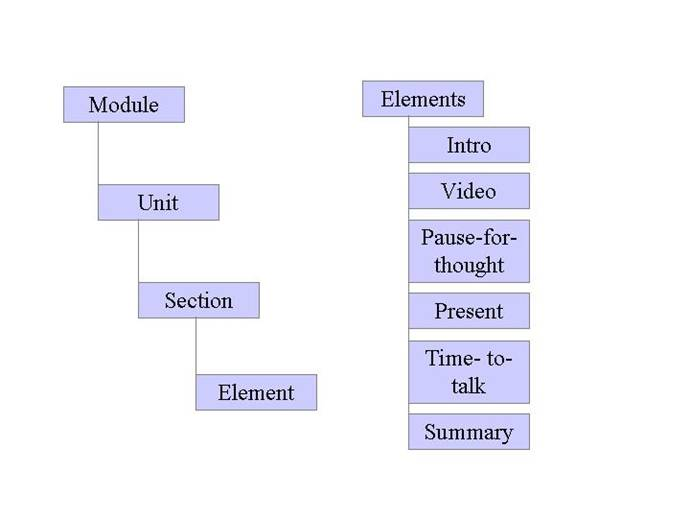 Module
Unit
Section
Element
Elements
Intro
Video
Pause-for-
thought
Present
Time- to-
talk
Summary